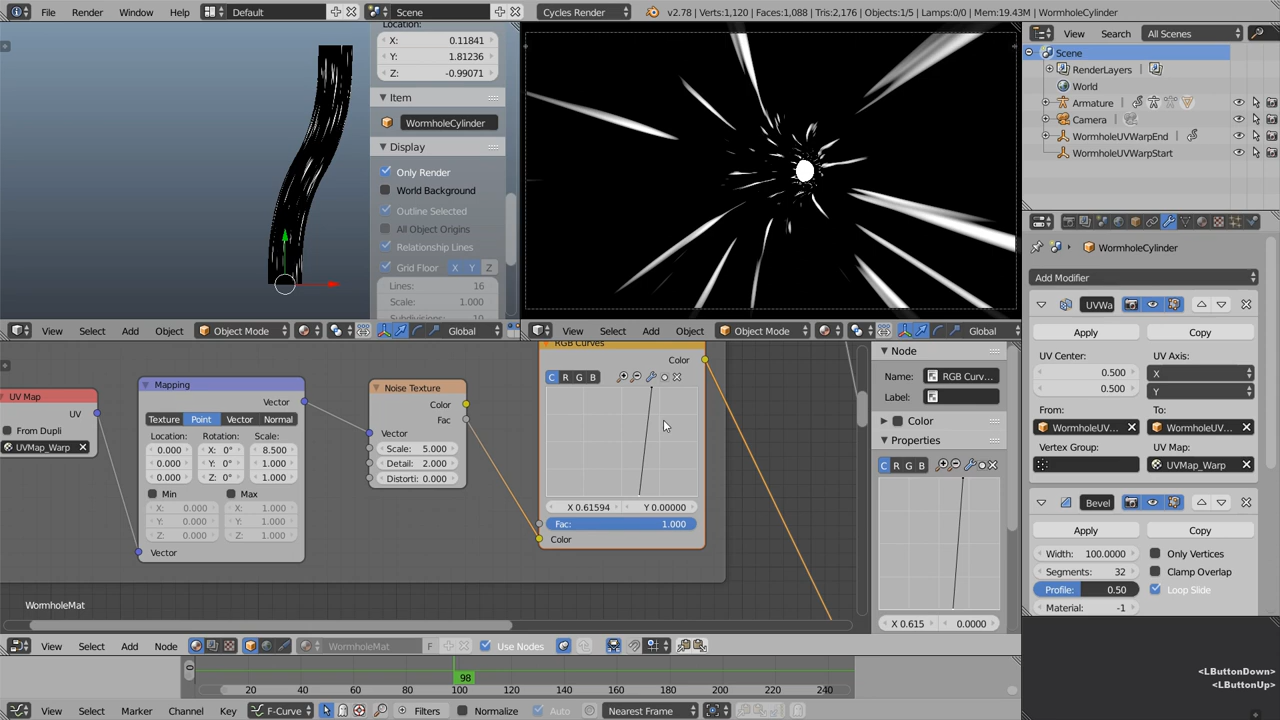 File Render Window Help Default Scene Cycles Render v2.78 | Verts:1,120 | Faces:1,088 | Tris:2,176 | Objects:1/5 | Lamps:0/0 | Mem:19.43M | WormholeCylinder
Location:
X: 0.11841
Y: 1.81236
Z: -0.99071
Item
WormholeCylinder
Display
Only Render
World Background
Outline Selected
All Object Origins
Relationship Lines
Grid Floor X Y Z
Lines: 16
Scale: 1.000
Subdivisions: 10
View Select Add Object Object Mode Global
View Select Add Object Object Mode Global
View Search All Scenes
Scene
RenderLayers
World
Armature
Camera
WormholeUVWarpEnd
WormholeUVWarpStart
WormholeCylinder
Add Modifier
UVWa
Apply Copy
UV Center: UV Axis:
0.500 X
0.500 Y
From: To:
WormholeUV... WormholeUV...
Vertex Group: UV Map:
UVMap_Warp
Bevel
Apply Copy
Width: 100.0000 Only Vertices
Segments: 32 Clamp Overlap
Profile: 0.50 Loop Slide
Material: -1
UV Map
UV
From Dupli
UVMap_Warp
Mapping
Vector
Texture Point Vector Normal
Location: Rotation: Scale:
0.000 X: 0° 8.500
0.000 Y: 0° 1.000
0.000 Z: 0° 1.000
Min Max
X: 0.000 X: 1.000
Y: 0.000 Y: 1.000
Z: 0.000 Z: 1.000
Vector
Noise Texture
Color
Fac
Vector
Scale: 5.000
Detail: 2.000
Distorti: 0.000
RGB Curves
Color
C R G B
X 0.61594 Y 0.00000
Fac: 1.000
Color
WormholeMat
Node
Name: RGB Curv...
Label:
Color
Properties
C R G B
X 0.615 0.0000
View Select Add Node WormholeMat F Use Nodes
98
20 40 60 80 100 120 140 160 180 200 220 240
View Select Marker Channel Key F-Curve Filters Normalize Auto Nearest Frame
<LButtonDown>
<LButtonUp>